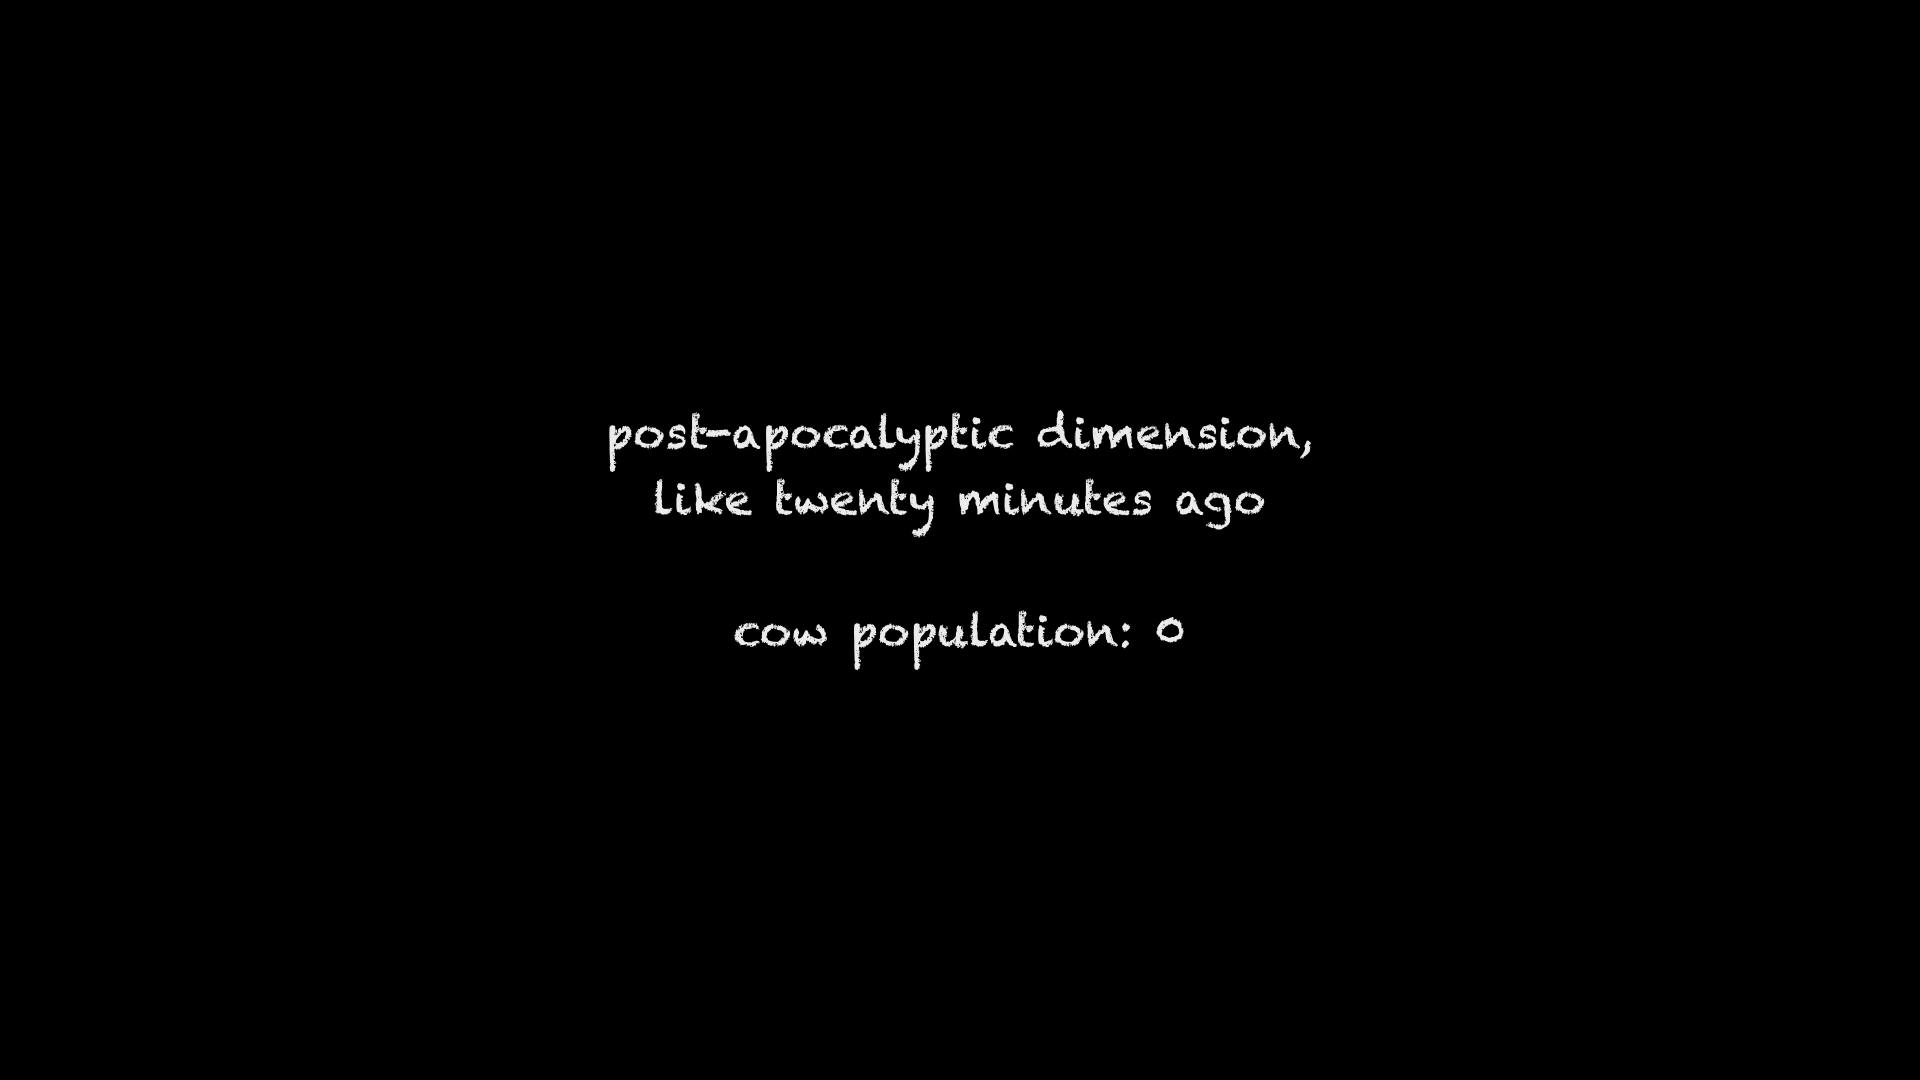 post-apocalyptic dimension,
like twenty minutes ago
cow population: 0